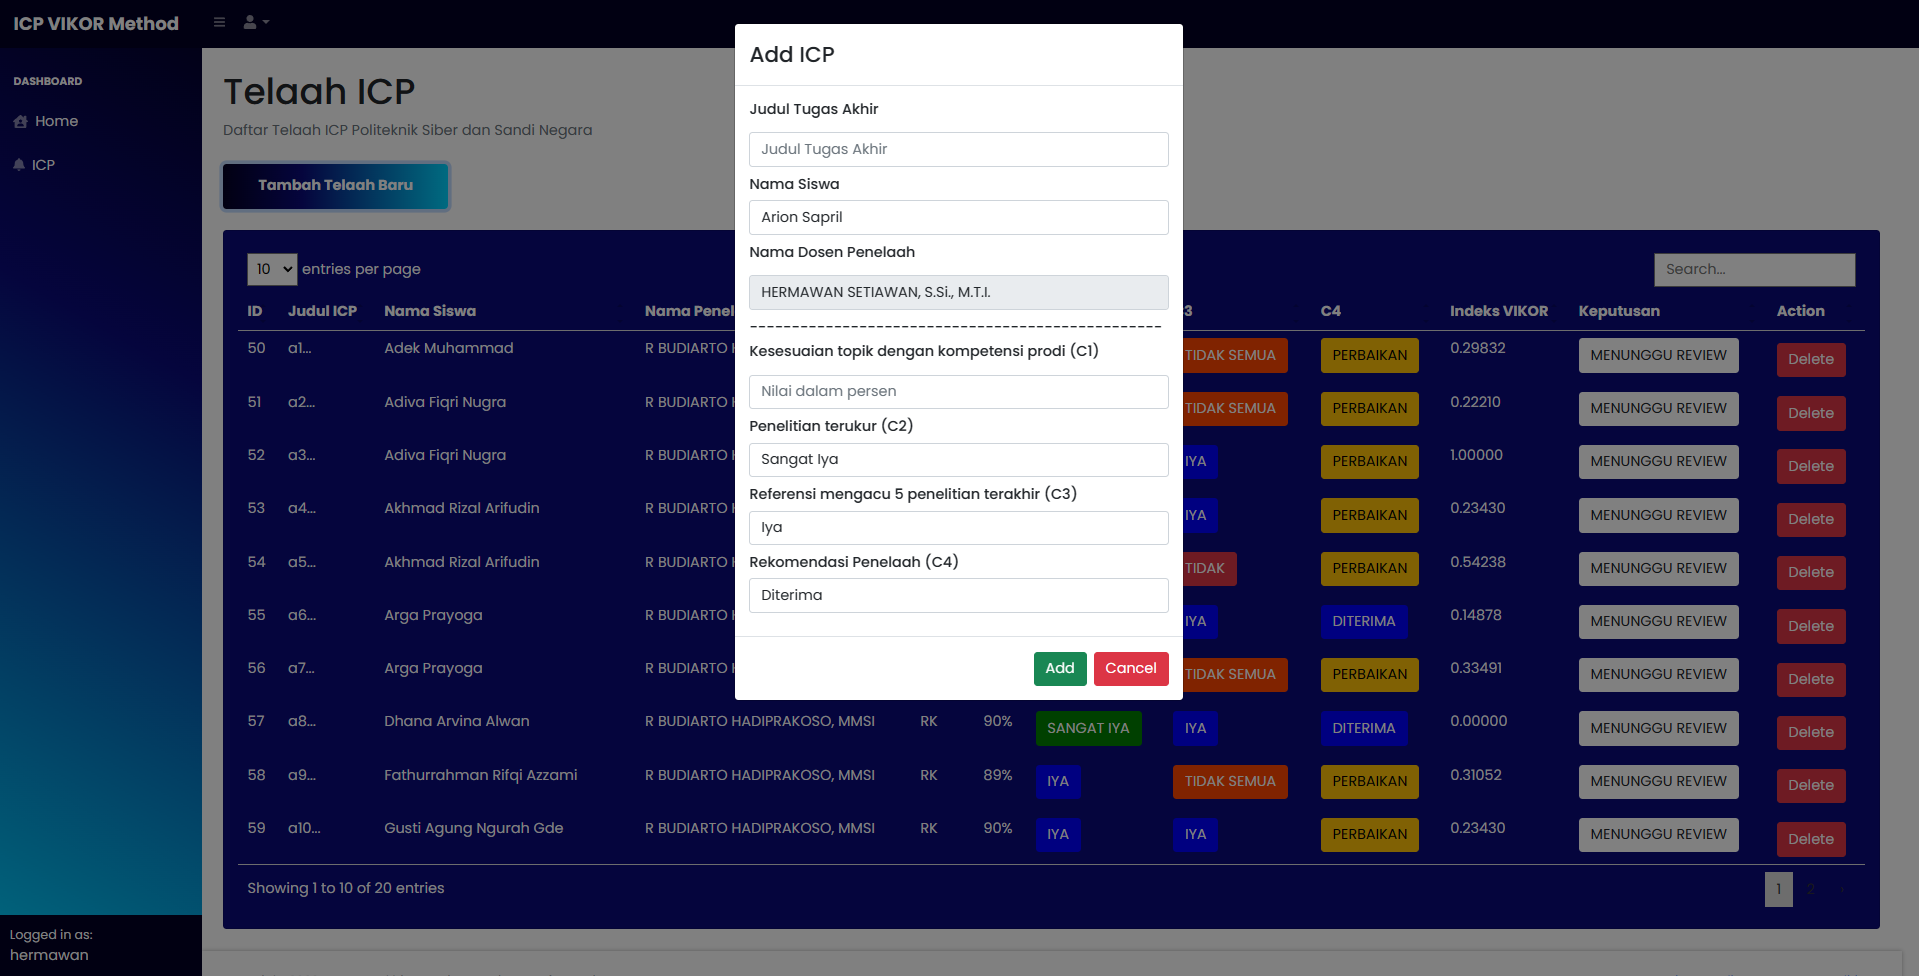 ICP VIKOR Method
DASHBOARD
Home
ICP
Logged in as:
hermawan
Telaah ICP
Daftar Telaah ICP Politeknik Siber dan Sandi Negara
Tambah Telaah Baru
10 entries per page
Search...
ID Judul ICP Nama Siswa Nama Penel 3 C4 Indeks VIKOR Keputusan Action
50 a1... Adek Muhammad R BUDIARTO H TIDAK SEMUA PERBAIKAN 0.29832 MENUNGGU REVIEW Delete
51 a2... Adiva Fiqri Nugra R BUDIARTO H TIDAK SEMUA PERBAIKAN 0.22210 MENUNGGU REVIEW Delete
52 a3... Adiva Fiqri Nugra R BUDIARTO H IYA PERBAIKAN 1.00000 MENUNGGU REVIEW Delete
53 a4... Akhmad Rizal Arifudin R BUDIARTO H IYA PERBAIKAN 0.23430 MENUNGGU REVIEW Delete
54 a5... Akhmad Rizal Arifudin R BUDIARTO H TIDAK PERBAIKAN 0.54238 MENUNGGU REVIEW Delete
55 a6... Arga Prayoga R BUDIARTO H IYA DITERIMA 0.14878 MENUNGGU REVIEW Delete
56 a7... Arga Prayoga R BUDIARTO H TIDAK SEMUA PERBAIKAN 0.33491 MENUNGGU REVIEW Delete
57 a8... Dhana Arvina Alwan R BUDIARTO HADIPRAKOSO, MMSI RK 90% SANGAT IYA IYA DITERIMA 0.00000 MENUNGGU REVIEW Delete
58 a9... Fathurrahman Rifqi Azzami R BUDIARTO HADIPRAKOSO, MMSI RK 89% IYA TIDAK SEMUA PERBAIKAN 0.31052 MENUNGGU REVIEW Delete
59 a10... Gusti Agung Ngurah Gde R BUDIARTO HADIPRAKOSO, MMSI RK 90% IYA IYA PERBAIKAN 0.23430 MENUNGGU REVIEW Delete
Showing 1 to 10 of 20 entries
1 2 ›
Add ICP
Judul Tugas Akhir
Judul Tugas Akhir
Nama Siswa
Arion Sapril
Nama Dosen Penelaah
HERMAWAN SETIAWAN, S.Si., M.T.I.
-------------------------------------------------
Kesesuaian topik dengan kompetensi prodi (C1)
Nilai dalam persen
Penelitian terukur (C2)
Sangat Iya
Referensi mengacu 5 penelitian terakhir (C3)
Iya
Rekomendasi Penelaah (C4)
Diterima
Add Cancel